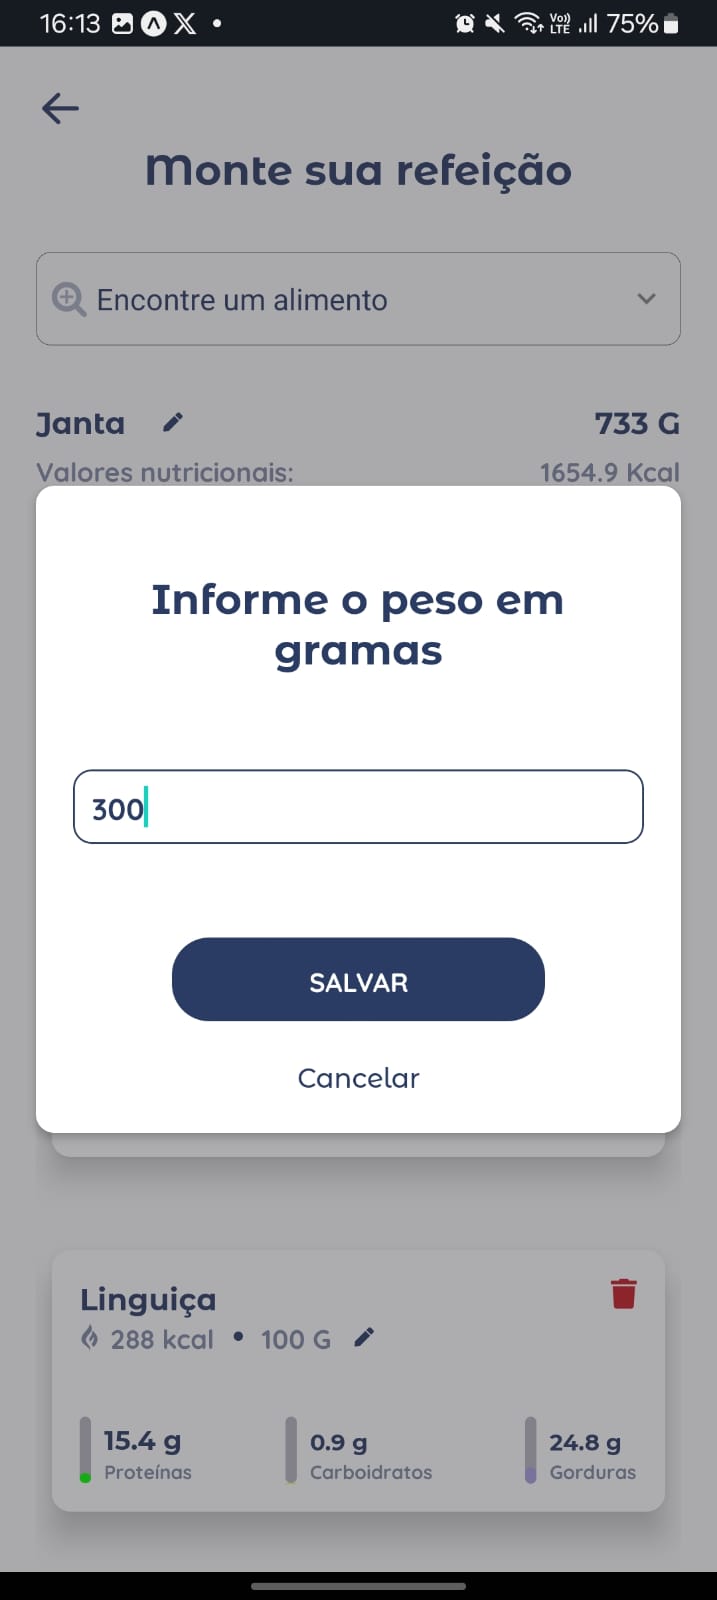 16:13 75%
Monte sua refeição
Encontre um alimento
Janta 733 G
Valores nutricionais: 1654.9 Kcal
Informe o peso em
gramas
300
SALVAR
Cancelar
Linguiça
288 kcal • 100 G
15.4 g 0.9 g 24.8 g
Proteínas Carboidratos Gorduras